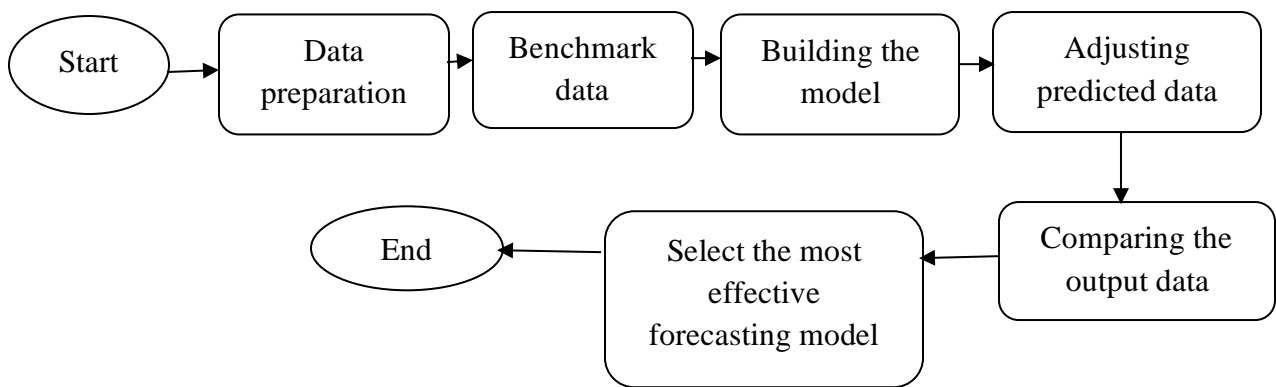 Start
Data
preparation
Benchmark
data
Building the
model
Adjusting
predicted data
Comparing the
output data
Select the most
effective
forecasting model
End